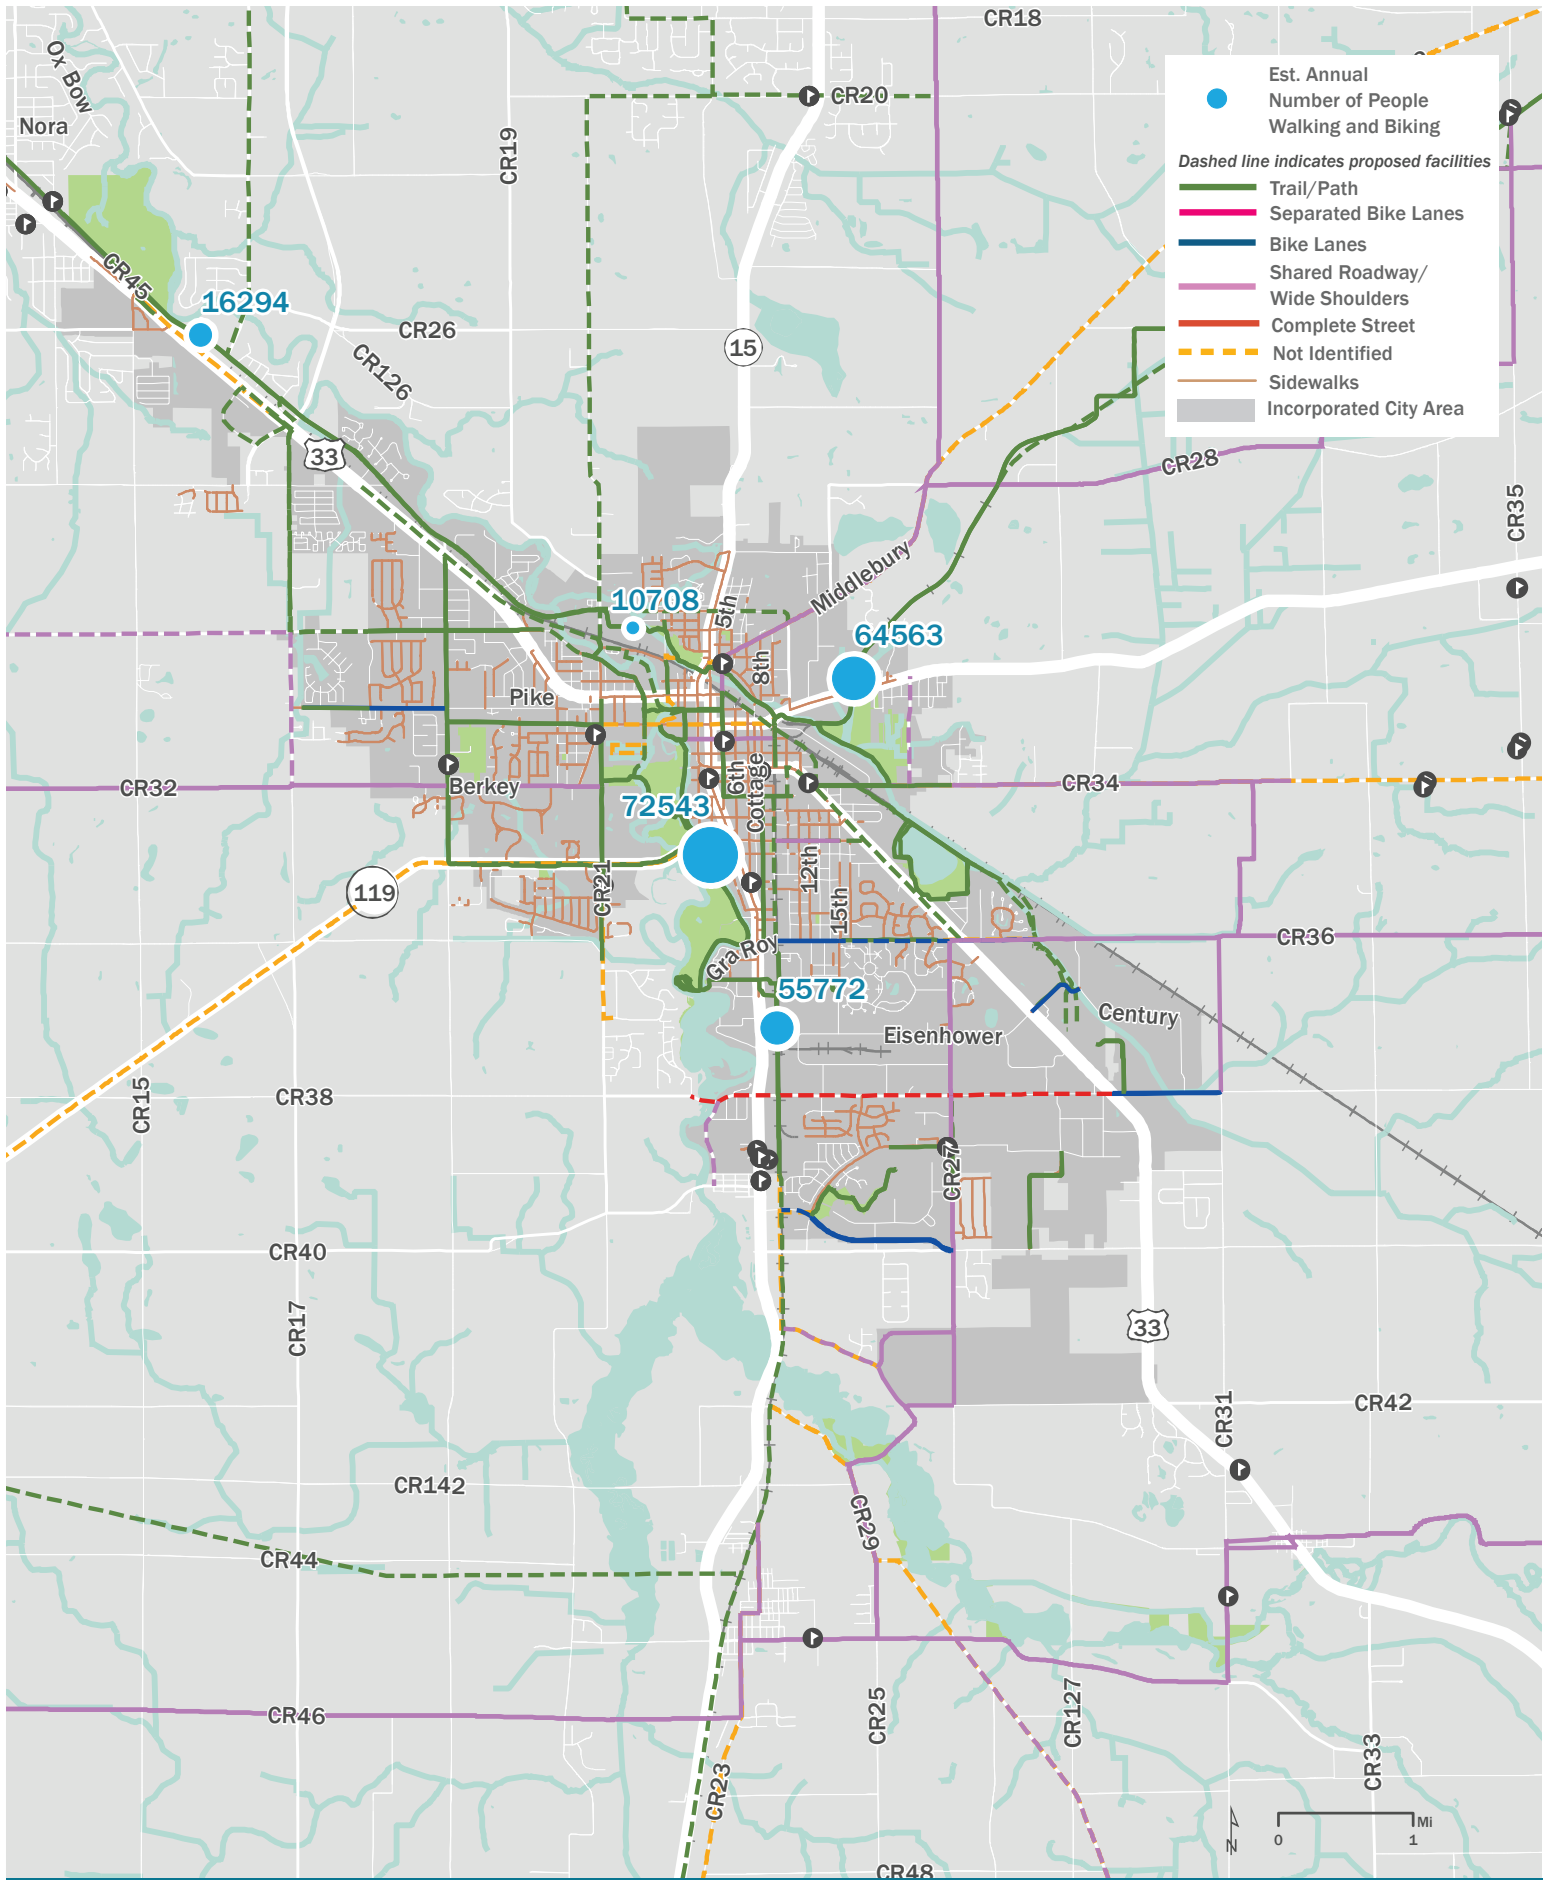 CR18
Ox Bow
Nora
CR20
CR19
Est. Annual
Number of People
Walking and Biking
Dashed line indicates proposed facilities
Trail/Path
Separated Bike Lanes
Bike Lanes
Shared Roadway/
Wide Shoulders
Complete Street
Not Identified
Sidewalks
Incorporated City Area
CR45
16294
CR26
CR126
15
33
CR28
CR35
Middlebury
10708
5th
64563
8th
Pike
CR32
Berkey
6th
Cottage
CR34
72543
119
CR21
12th
15th
Gra Roy
CR36
55772
Century
Eisenhower
CR15
CR38
CR27
CR40
CR17
33
CR31
CR42
CR142
CR29
CR44
CR46
CR25
CR127
CR33
CR23
N
Mi
0
1
CR48